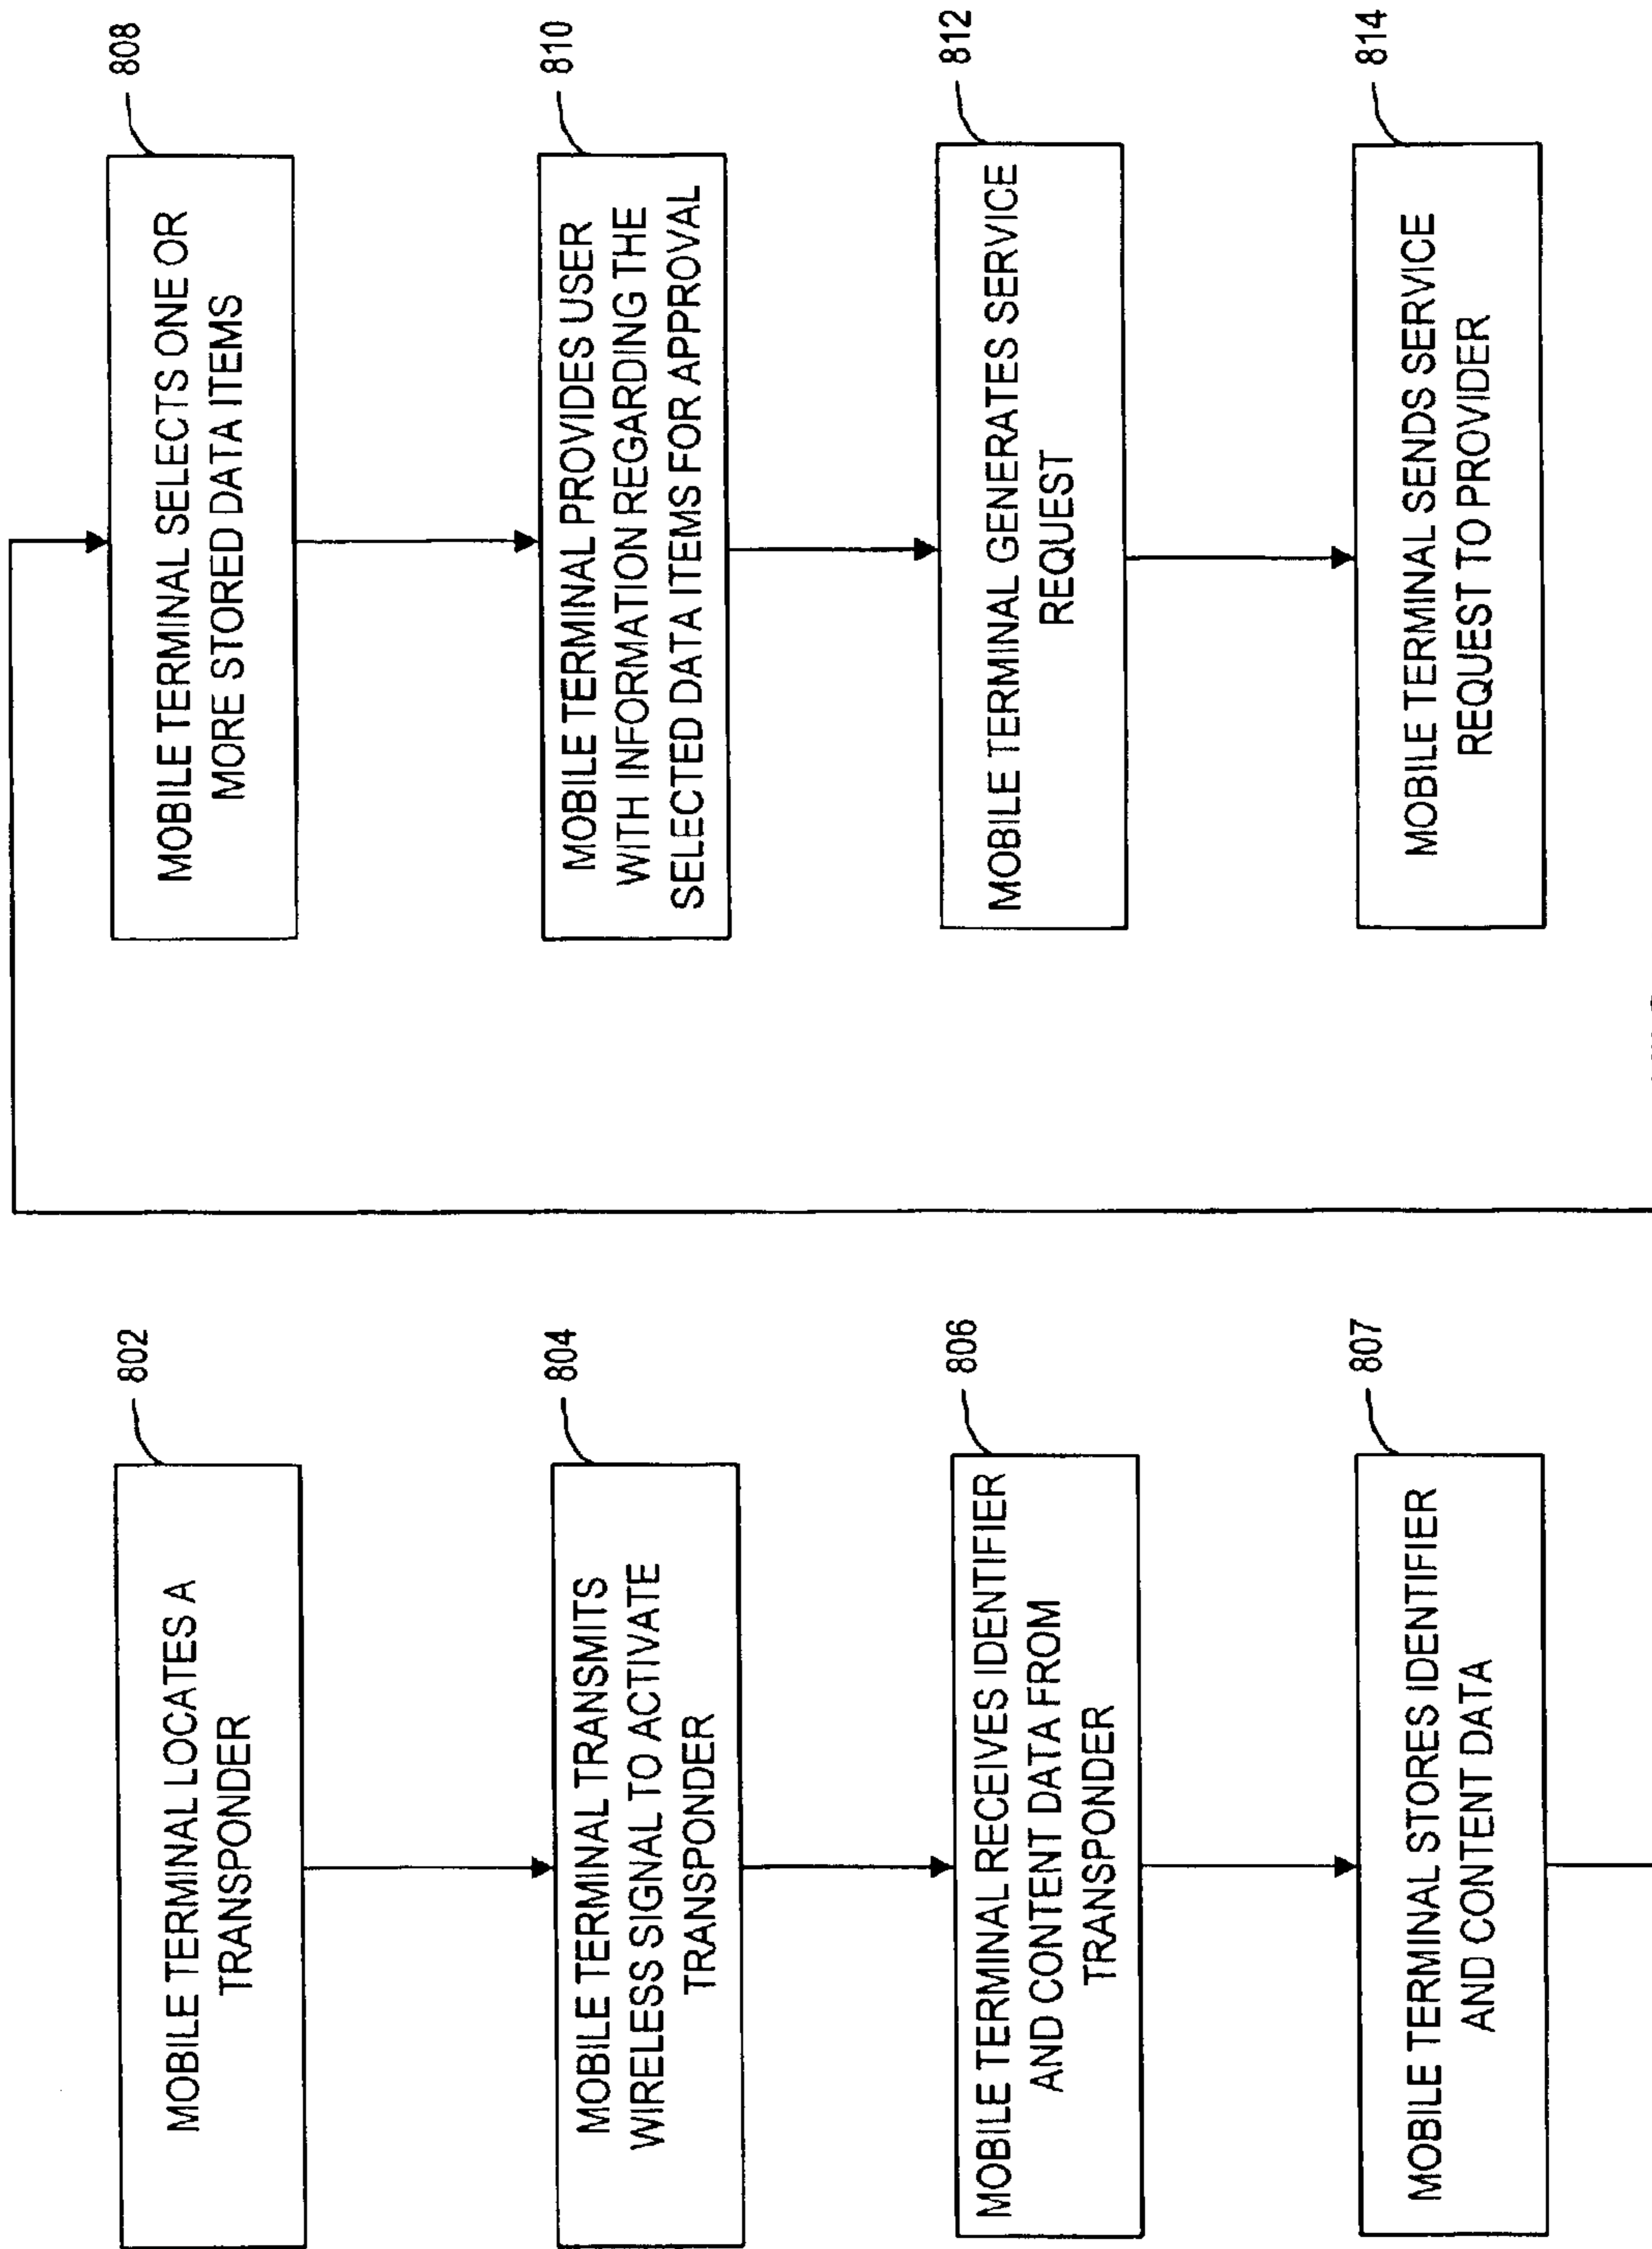 802
MOBILE TERMINAL LOCATES A
TRANSPONDER
804
MOBILE TERMINAL TRANSMITS
WIRELESS SIGNAL TO ACTIVATE
TRANSPONDER
806
MOBILE TERMINAL RECEIVES IDENTIFIER
AND CONTENT DATA FROM
TRANSPONDER
807
MOBILE TERMINAL STORES IDENTIFIER
AND CONTENT DATA
808
MOBILE TERMINAL SELECTS ONE OR
MORE STORED DATA ITEMS
810
MOBILE TERMINAL PROVIDES USER
WITH INFORMATION REGARDING THE
SELECTED DATA ITEMS FOR APPROVAL
812
MOBILE TERMINAL GENERATES SERVICE
REQUEST
814
MOBILE TERMINAL SENDS SERVICE
REQUEST TO PROVIDER